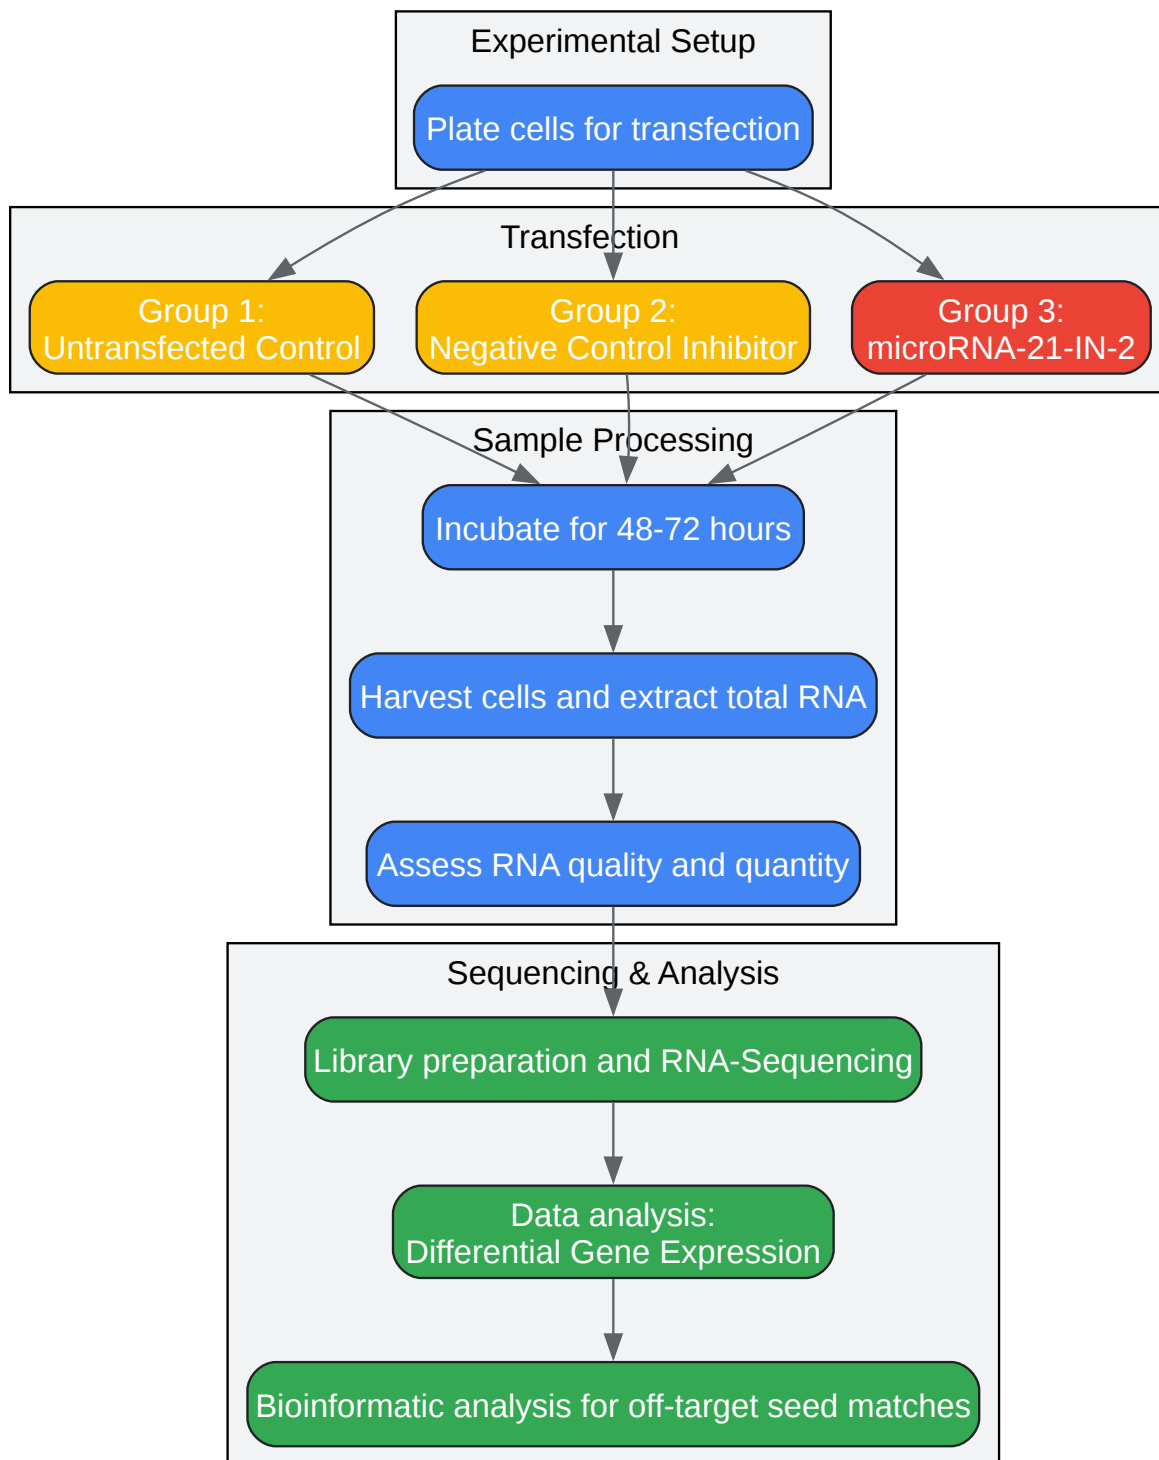 Experimental Setup
Plate cells for transfection
Transfection
Group 1:
Untransfected Control
Group 2:
Negative Control Inhibitor
Group 3:
microRNA-21-IN-2
Sample Processing
Incubate for 48-72 hours
Harvest cells and extract total RNA
Assess RNA quality and quantity
Sequencing & Analysis
Library preparation and RNA-Sequencing
Data analysis:
Differential Gene Expression
Bioinformatic analysis for off-target seed matches